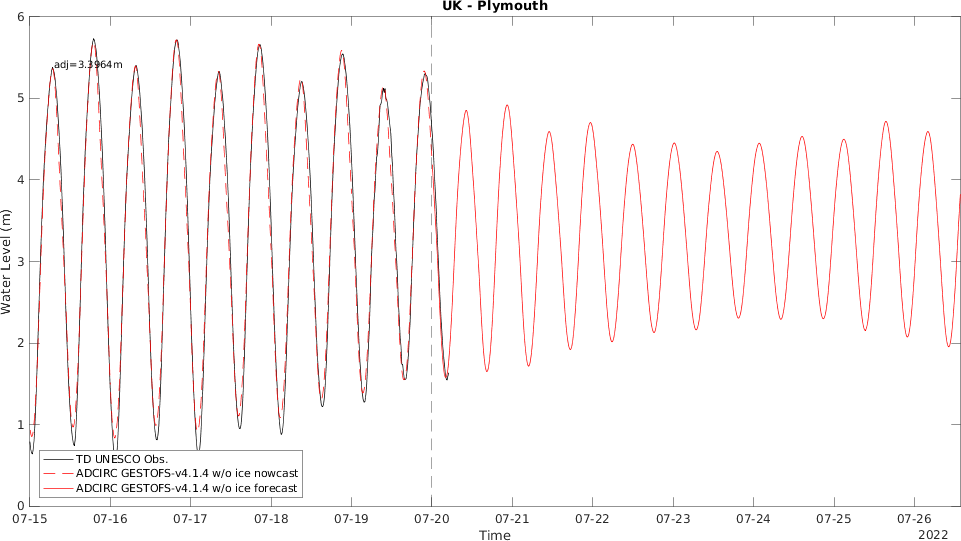 UK - Plymouth
6
5
4
3
2
1
0
adj=3.3964m
Water Level (m)
TD UNESCO Obs.
ADCIRC GESTOFS-v4.1.4 w/o ice nowcast
ADCIRC GESTOFS-v4.1.4 w/o ice forecast
07-15 07-16 07-17 07-18 07-19 07-20 07-21 07-22 07-23 07-24 07-25 07-26
Time
2022